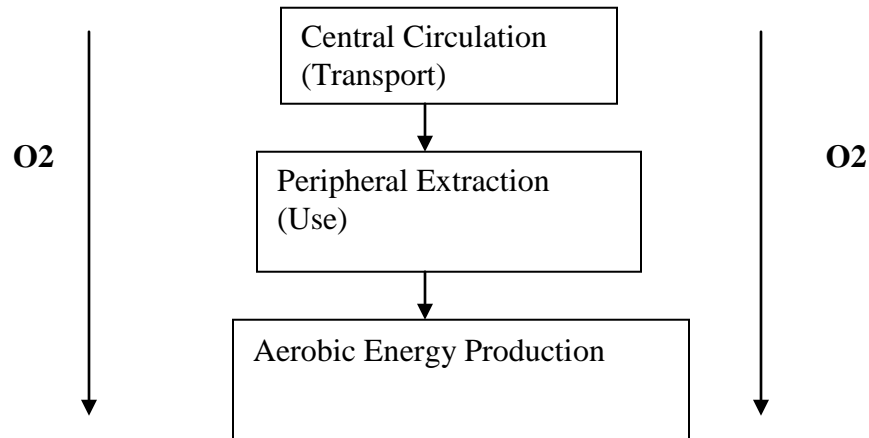 Central Circulation
(Transport)
O2
O2
Peripheral Extraction
(Use)
Aerobic Energy Production